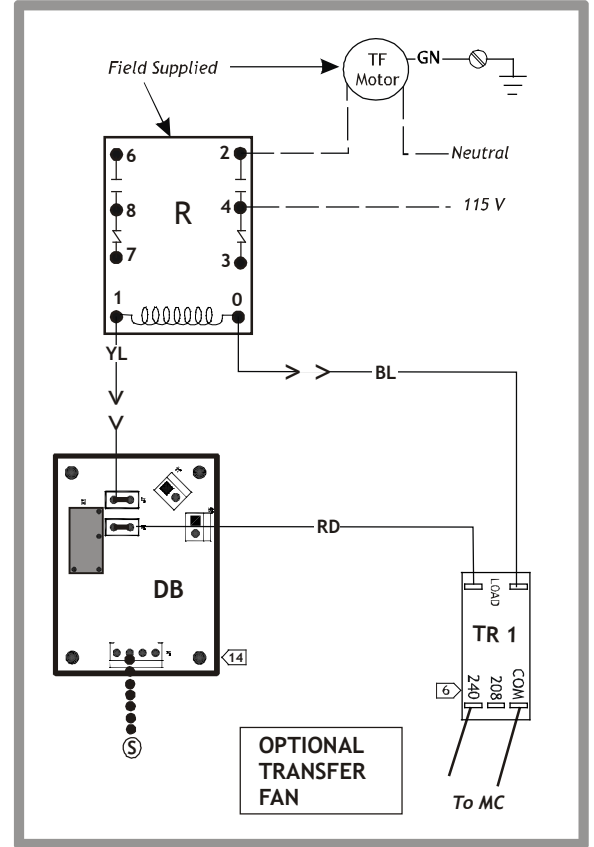 Field Supplied
TF
Motor
GN
Neutral
115 V
6
2
8
R
4
7
3
1
0
YL
BL
RD
DB
14
S
LOAD
TR 1
6
240
208
COM
To MC
OPTIONAL
TRANSFER
FAN